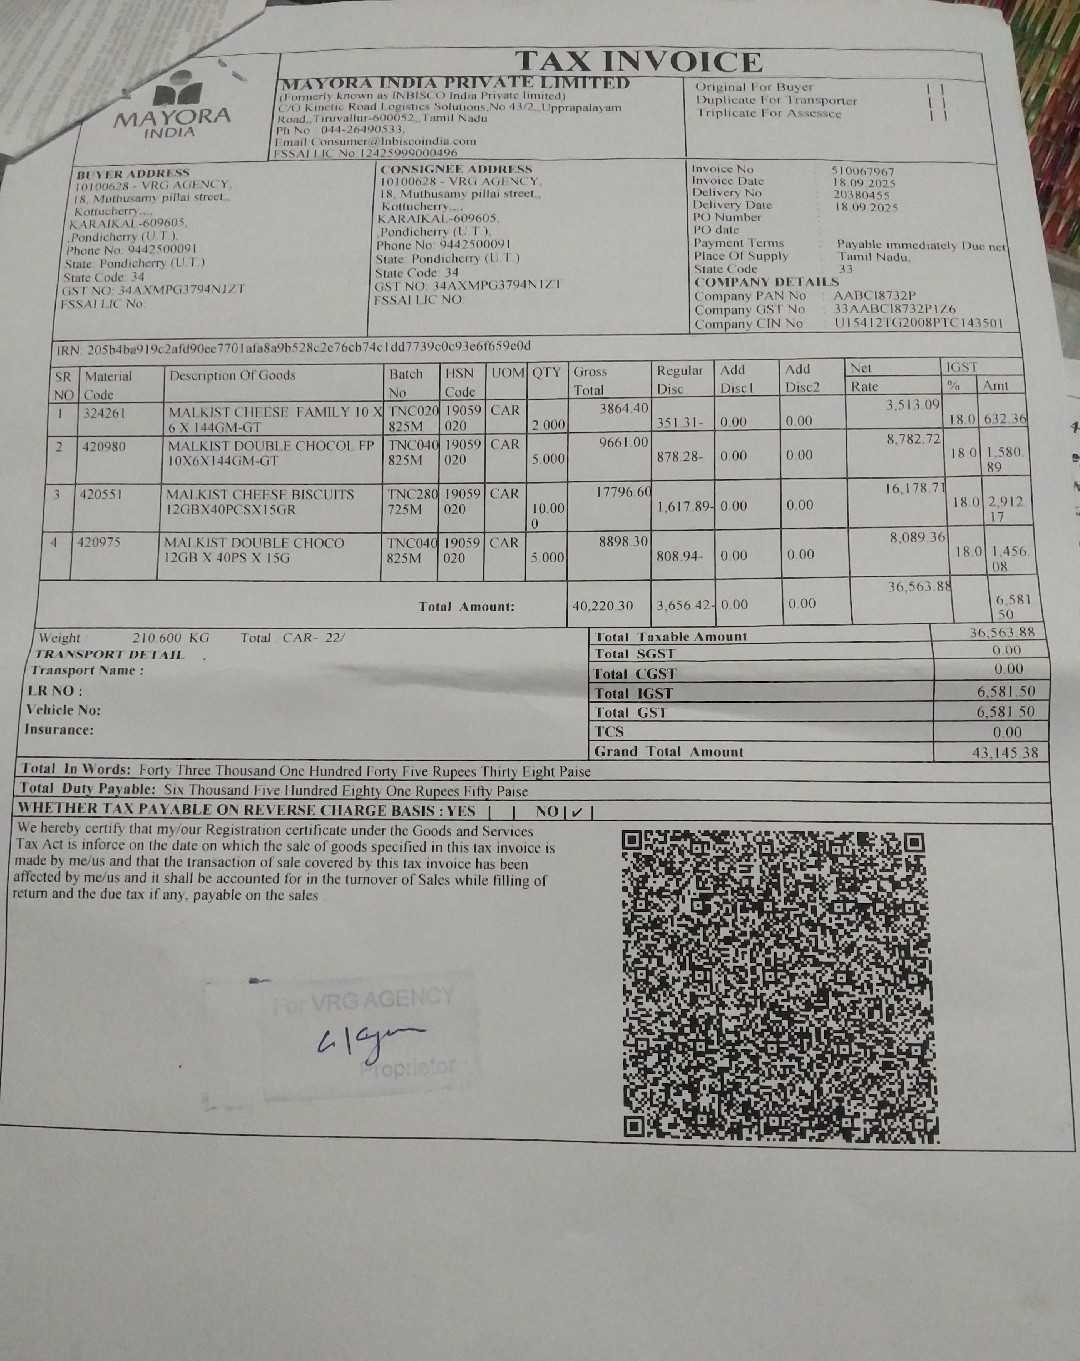 TAX INVOICE
MAYORA
INDIA
MAYORA INDIA PRIVATE LIMITED
(Formerly known as INBISCO India Private limited)
C/O Kinetic Road Logistics Solutions,No 43/2,,Upprapalayam
Road,,Tiruvallur-600052,,Tamil Nadu
Ph No : 044-26490533,
Email:Consumer@Inbiscoindia.com
FSSAI LIC No.12425999000496
Original For Buyer [ ]
Duplicate For Transporter [ ]
Triplicate For Assessee [ ]
BUYER ADDRESS
10100628 - VRG AGENCY,
18, Muthusamy pillai street,,
Kottucherry,,,,
KARAIKAL-609605,
,Pondicherry (U.T.),
Phone No: 9442500091
State: Pondicherry (U.T.)
State Code: 34
GST NO: 34AXMPG3794N1ZT
FSSAI LIC No:
CONSIGNEE ADDRESS
10100628 - VRG AGENCY,
18, Muthusamy pillai street,,
Kottucherry,,,,
KARAIKAL-609605,
,Pondicherry (U.T.),
Phone No: 9442500091
State: Pondicherry (U.T.)
State Code: 34
GST NO: 34AXMPG3794N1ZT
FSSAI LIC NO:
Invoice No : 510067967
Invoice Date : 18.09.2025
Delivery No : 20380455
Delivery Date : 18.09.2025
PO Number
PO date
Payment Terms : Payable immediately Due net
Place Of Supply : Tamil Nadu,
State Code : 33
COMPANY DETAILS
Company PAN No : AABCI8732P
Company GST No : 33AABCI8732P1Z6
Company CIN No : U15412TG2008PTC143501
IRN: 205b4ba919c2afd90ee7701afa8a9b528c2c76cb74c1dd7739c0c93e6f659e0d
SR Material Description Of Goods Batch HSN UOM QTY Gross Regular Add Add Net IGST
NO Code No Code Total Disc Disc1 Disc2 Rate % Amt
1 324261 MALKIST CHEESE FAMILY 10 X TNC020 19059 CAR 3864.40 3,513.09
6 X 144GM-GT 825M 020 2.000 351.31- 0.00 0.00 18.0 632.36
2 420980 MALKIST DOUBLE CHOCOL FP TNC040 19059 CAR 9661.00 8,782.72
10X6X144GM-GT 825M 020 5.000 878.28- 0.00 0.00 18.0 1,580.
89
3 420551 MALKIST CHEESE BISCUITS TNC280 19059 CAR 17796.60 16,178.71
12GBX40PCSX15GR 725M 020 10.00 1,617.89- 0.00 0.00 18.0 2,912.
0 17
4 420975 MALKIST DOUBLE CHOCO TNC040 19059 CAR 8898.30 8,089.36
12GB X 40PS X 15G 825M 020 5.000 808.94- 0.00 0.00 18.0 1,456.
08
Total Amount: 40,220.30 3,656.42- 0.00 0.00 36,563.88 6,581.
50
Weight : 210.600 KG Total CAR- 22/
TRANSPORT DETAIL
Transport Name :
LR NO :
Vehicle No:
Insurance:
Total Taxable Amount 36,563.88
Total SGST 0.00
Total CGST 0.00
Total IGST 6,581.50
Total GST 6,581.50
TCS 0.00
Grand Total Amount 43,145.38
Total In Words: Forty Three Thousand One Hundred Forty Five Rupees Thirty Eight Paise
Total Duty Payable: Six Thousand Five Hundred Eighty One Rupees Fifty Paise
WHETHER TAX PAYABLE ON REVERSE CHARGE BASIS : YES [ ] NO [✓]
We hereby certify that my/our Registration certificate under the Goods and Services
Tax Act is inforce on the date on which the sale of goods specified in this tax invoice is
made by me/us and that the transaction of sale covered by this tax invoice has been
affected by me/us and it shall be accounted for in the turnover of Sales while filling of
return and the due tax if any, payable on the sales
For VRG AGENCY
Proprietor